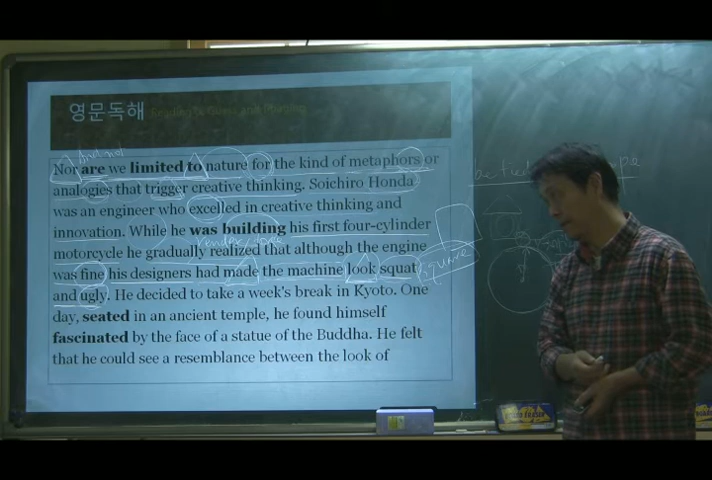 영문독해 Reading
and not
Nor are we limited to nature for the kind of metaphors or
analogies that trigger creative thinking. Soichiro Honda
was an engineer who excelled in creative thinking and
innovation. While he was building his first four-cylinder
render
motorcycle he gradually realized that although the engine
was fine his designers had made the machine look squat
square
and ugly. He decided to take a week's break in Kyoto. One
day, seated in an ancient temple, he found himself
fascinated by the face of a statue of the Buddha. He felt
that he could see a resemblance between the look of